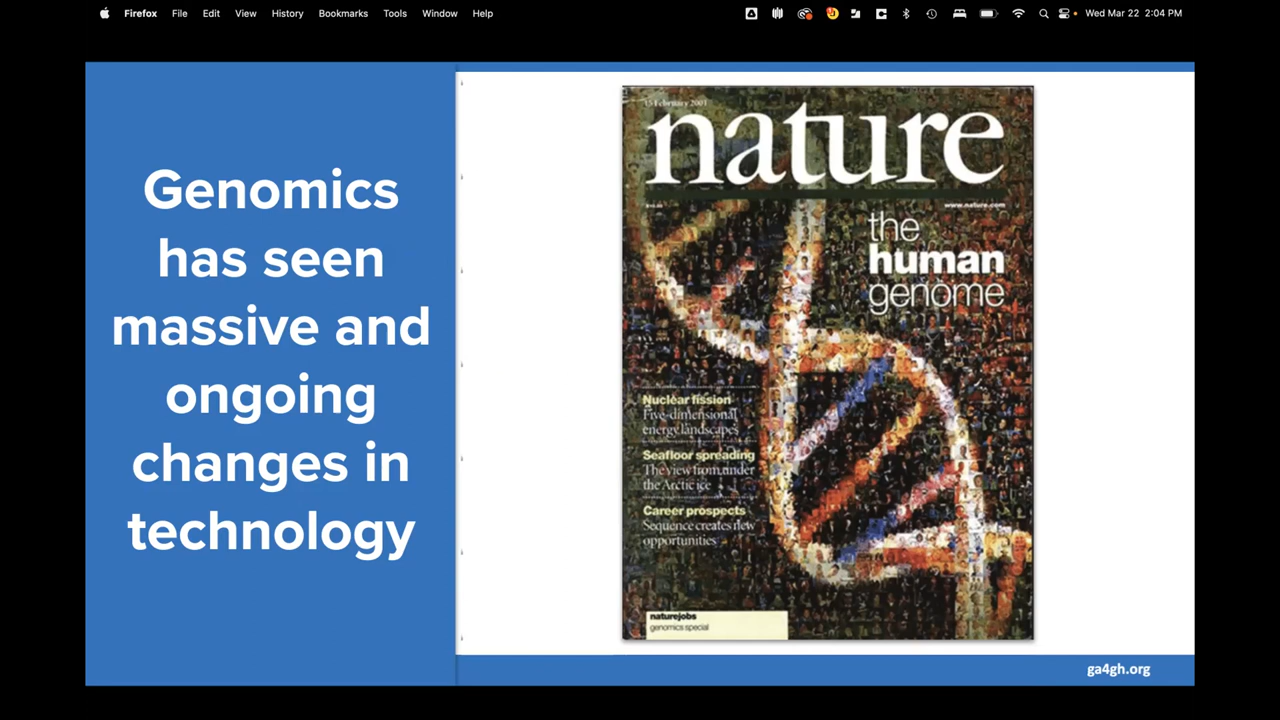 Firefox File Edit View History Bookmarks Tools Window Help Wed Mar 22 2:04 PM
Genomics
has seen
massive and
ongoing
changes in
technology
15 February 2001
nature
www.nature.com
the
human
genome
Nuclear fission
Five-dimensional
energy landscapes
Seafloor spreading
The view from under
the Arctic ice
Career prospects
Sequence creates new
opportunities
naturejobs
genomics special
ga4gh.org